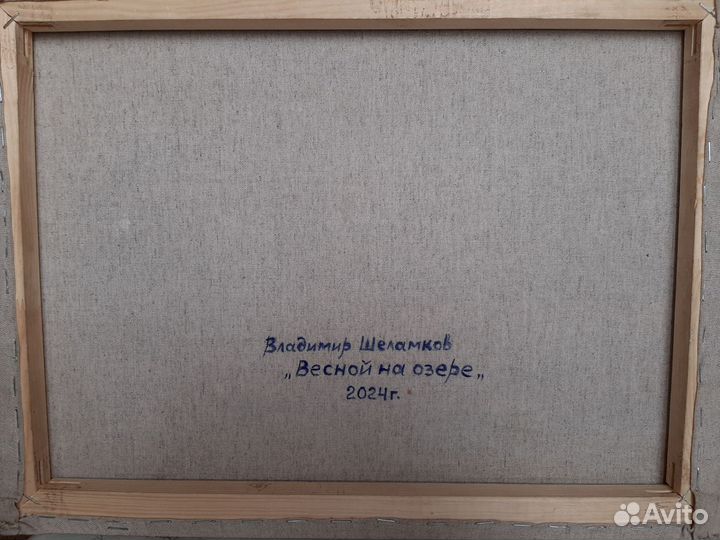 Владимир Шеламков
„Весной на озере„
2024г.
Avito